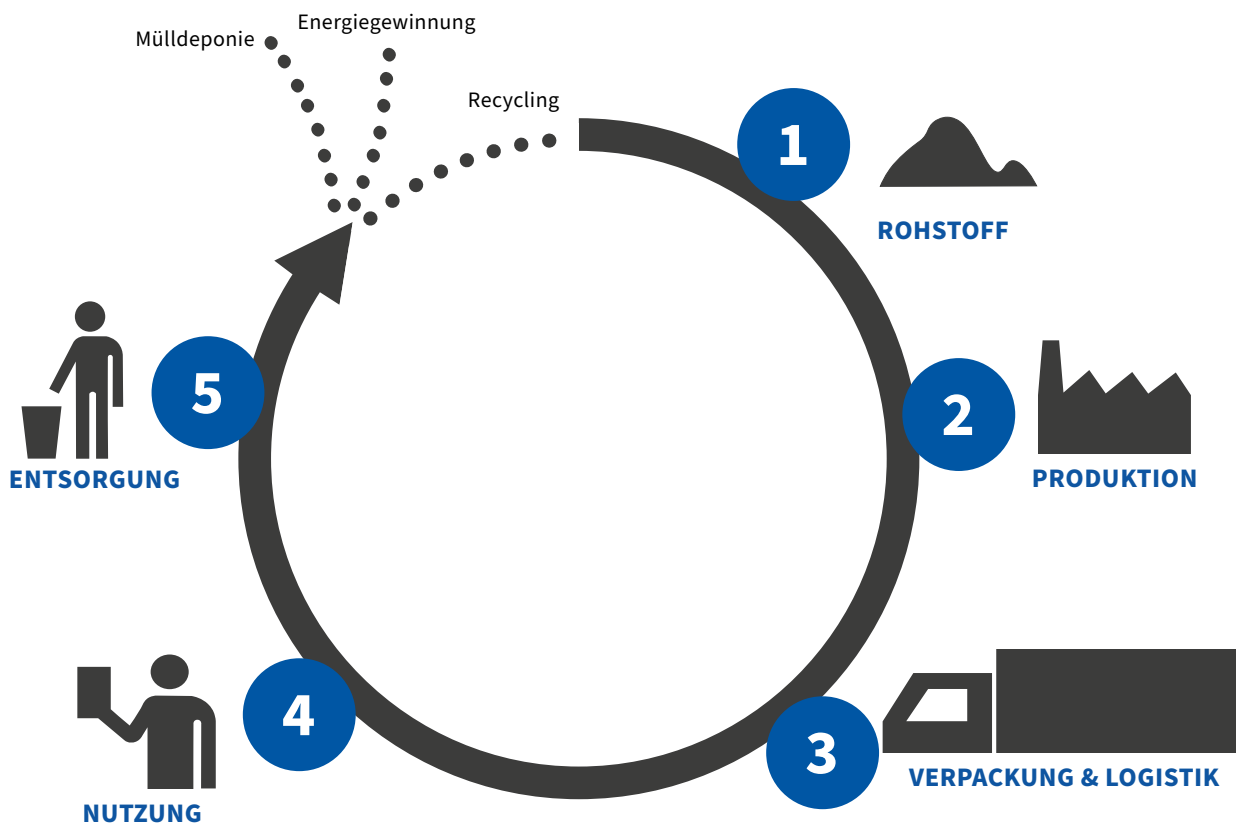 Energiegewinnung
Mülldeponie
Recycling
1
ROHSTOFF
2
PRODUKTION
3
VERPACKUNG & LOGISTIK
4
NUTZUNG
5
ENTSORGUNG